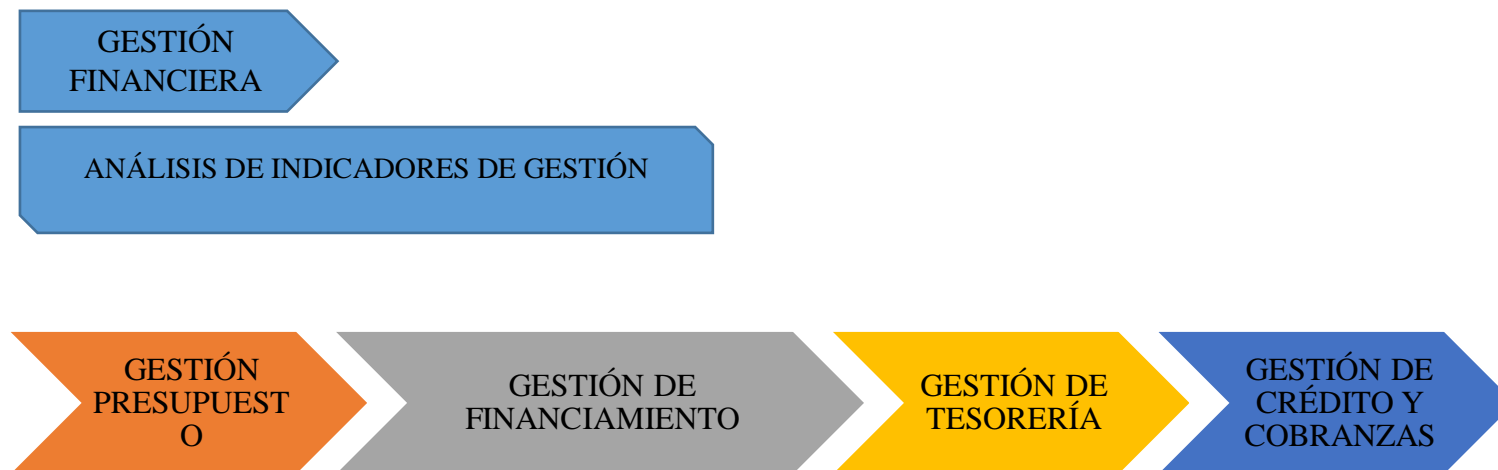 GESTIÓN
FINANCIERA
ANÁLISIS DE INDICADORES DE GESTIÓN
GESTIÓN
PRESUPUEST
O
GESTIÓN DE
FINANCIAMIENTO
GESTIÓN DE
TESORERÍA
GESTIÓN DE
CRÉDITO Y
COBRANZAS